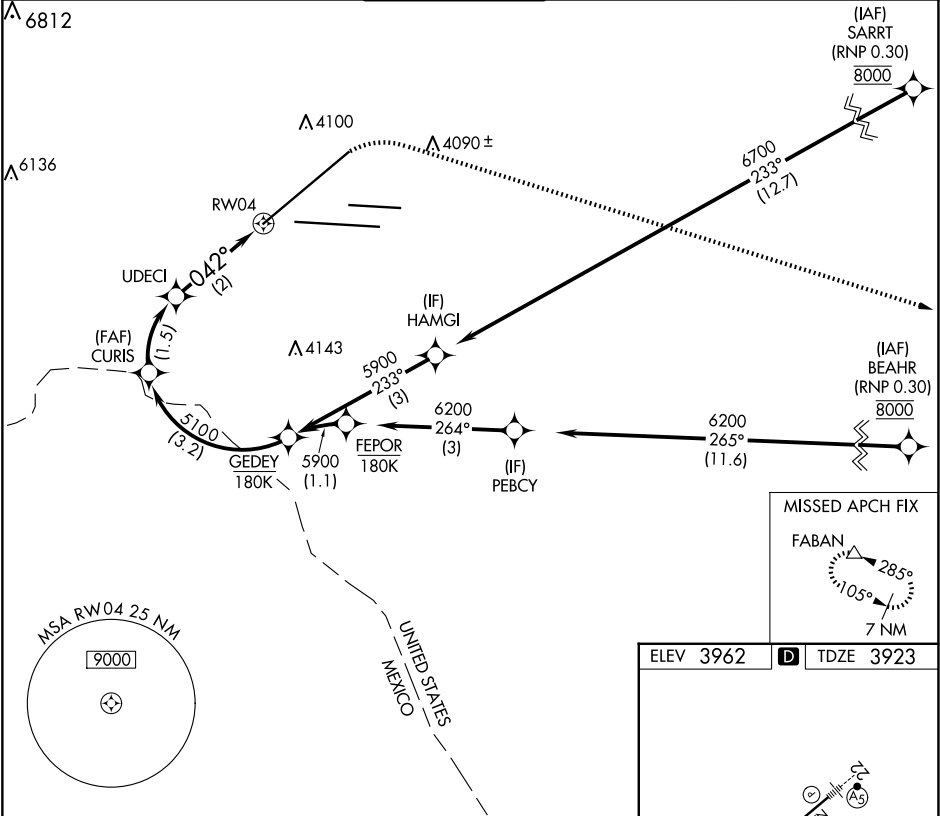 6812
(IAF)
SARRT
(RNP 0.30)
8000
4100
4090 ±
6136
6700
233°
(12.7)
RW04
UDECI
042°
(2)
(IF)
HAMGI
(FAF)
CURIS
(1.5)
4143
5900
233°
(3)
(IAF)
BEAHR
(RNP 0.30)
8000
5100
(3.2)
6200
264°
(3)
6200
265°
(11.6)
GEDEY
180K
5900
(1.1)
FEPOR
180K
(IF)
PEBCY
MISSED APCH FIX
FABAN
285°
105°
7 NM
MSA RW04 25 NM
9000
UNITED STATES
MEXICO
ELEV 3962 D TDZE 3923
22
P
A5